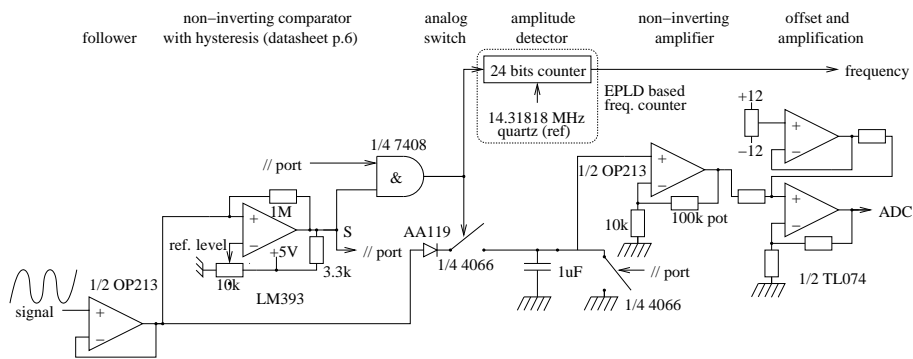 follower
non-inverting comparator
with hysteresis (datasheet p.6)
analog
switch
amplitude
detector
non-inverting
amplifier
offset and
amplification
24 bits counter
frequency
EPLD based
freq. counter
14.31818 MHz
quartz (ref)
1/4 7408
// port
&
+12
−12
+
−
1/2 OP213
+
−
10k
100k pot
+
−
ADC
1/2 TL074
1M
+
−
S
// port
ref. level
+5V
10k
3.3k
LM393
AA119
1/4 4066
1uF
// port
1/4 4066
1/2 OP213
signal
+
−